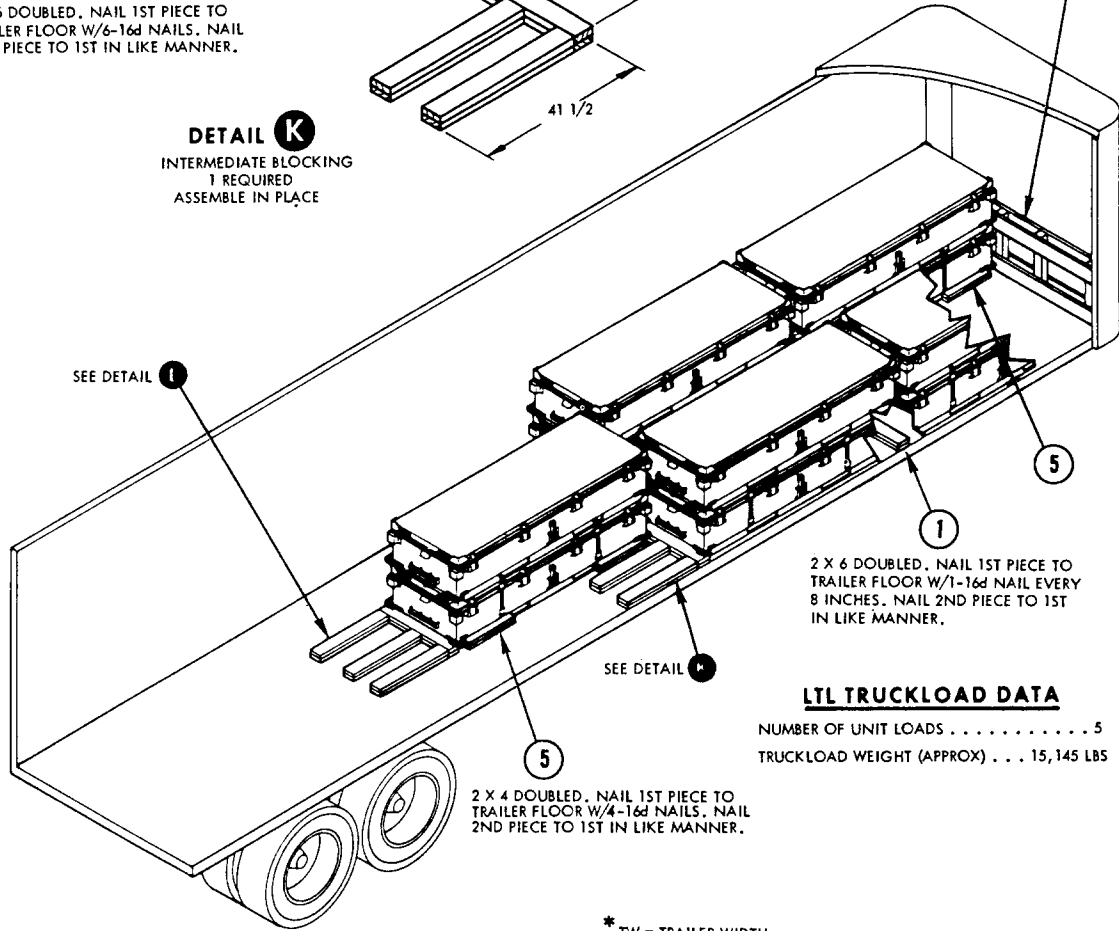 6 DOUBLED. NAIL 1ST PIECE TO
LER FLOOR W/6-16d NAILS. NAIL
PIECE TO 1ST IN LIKE MANNER.
41 1/2
DETAIL K
INTERMEDIATE BLOCKING
1 REQUIRED
ASSEMBLE IN PLACE
SEE DETAIL
5
1
2 X 6 DOUBLED. NAIL 1ST PIECE TO
TRAILER FLOOR W/1-16d NAIL EVERY
8 INCHES. NAIL 2ND PIECE TO 1ST
IN LIKE MANNER.
SEE DETAIL
LTL TRUCKLOAD DATA
NUMBER OF UNIT LOADS . . . . . . . . . . . 5
TRUCKLOAD WEIGHT (APPROX) . . . 15,145 LBS
5
2 X 4 DOUBLED. NAIL 1ST PIECE TO
TRAILER FLOOR W/4-16d NAILS. NAIL
2ND PIECE TO 1ST IN LIKE MANNER.
* TW = TRAILER WIDTH